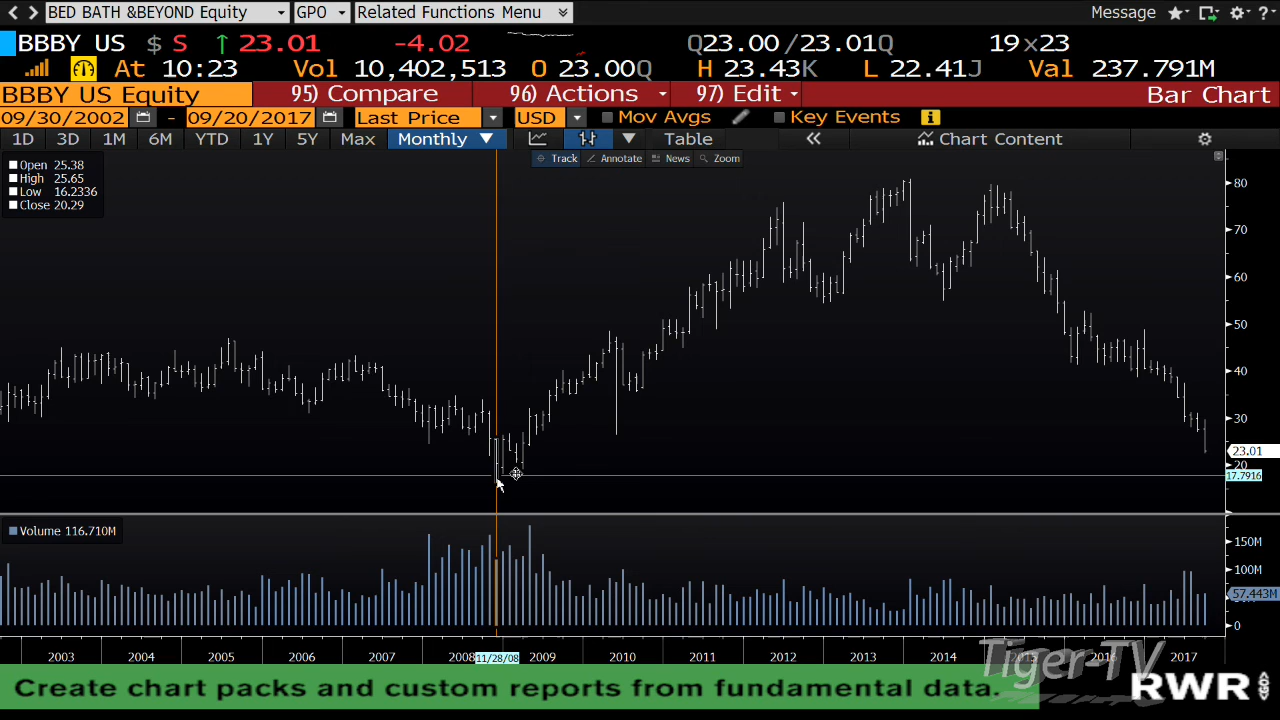 BED BATH &BEYOND Equity GPO Related Functions Menu Message ?
BBBY US $ S ↑ 23.01 -4.02 Q23.00/23.01Q 19x23
At 10:23 Vol 10,402,513 O 23.00Q H 23.43K L 22.41J Val 237.791M
BBBY US Equity 95) Compare 96) Actions 97) Edit Bar Chart
09/30/2002 - 09/20/2017 Last Price USD Mov Avgs Key Events
1D 3D 1M 6M YTD 1Y 5Y Max Monthly ▼ Table « Chart Content
Track Annotate News Zoom
Open 25.38
High 25.65
Low 16.2336
Close 20.29
80
70
60
50
40
30
23.01
20
17.7916
Volume 116.710M
150M
100M
57.443M
0
2003 2004 2005 2006 2007 2008 11/28/08 2009 2010 2011 2012 2013 2014 2015 2016 2017
Tiger-TV
Create chart packs and custom reports from fundamental data.
RWR GO